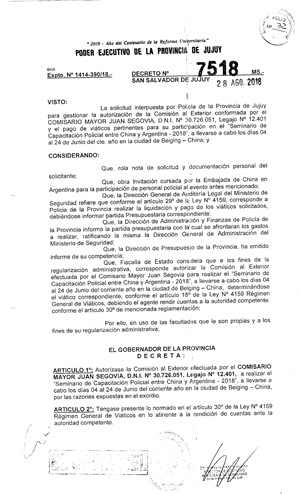 "2018 - Año del Centenario de la Reforma Universitaria"
PODER EJECUTIVO DE LA PROVINCIA DE JUJUY
Expte. Nº 1414-390/18.-
DECRETO Nº 7518 MS.-
SAN SALVADOR DE JUJUY, 28 AGO. 2018
VISTO:
La solicitud interpuesta por Policía de la Provincia de Jujuy
para gestionar la autorización de la Comisión al Exterior conformada por el
COMISARIO MAYOR JUAN SEGOVIA, D.N.I. Nº 30.726.051, Legajo Nº 12.401
y el pago de viáticos pertinentes para su participación en el "Seminario de
Capacitación Policial entre China y Argentina - 2018", a llevarse a cabo los días 04
al 24 de Junio del cte. año en la ciudad de Beijing – China; y
CONSIDERANDO:
Que, rola nota de solicitud y documentación personal del
solicitante;
Que, obra Invitación cursada por la Embajada de China en
Argentina para la participación de personal policial al evento antes mencionado;
Que, la Dirección General de Auditoría Legal del Ministerio de
Seguridad refiere que conforme el artículo 29º de la Ley Nº 4159, corresponde a
Policía de la Provincia realizar la liquidación y pago de los viáticos solicitados,
debiéndose informar Partida Presupuestaria correspondiente;
Que, la Dirección de Administración y Finanzas de Policía de
la Provincia informa la partida presupuestaria con la cual se afrontan los gastos
a realizar, ratificando la misma la Dirección General de Administración del
Ministerio de Seguridad;
Que, la Dirección de Presupuesto de la Provincia, ha emitido
informe de su competencia;
Que, Fiscalía de Estado considera que a los fines de la
regularización administrativa, corresponde autorizar la Comisión al Exterior
efectuada por el Comisario Mayor Juan Segovia para realizar el "Seminario de
Capacitación Policial entre China y Argentina - 2018", a llevarse a cabo los días 04
al 24 de Junio del corriente año en la ciudad de Beijing – China, determinándose
el viático correspondiente, conforme el artículo 18º de la Ley Nº 4159 Régimen
General de Viáticos, debiendo el agente rendir cuentas a la autoridad competente,
conforme el artículo 30º de mencionada reglamentación;
Por ello, en uso de las facultades que le son propias y a los
fines de su regularización administrativa;
EL GOBERNADOR DE LA PROVINCIA
D E C R E T A :
ARTÍCULO 1º: Autorízase la Comisión al Exterior efectuada por el COMISARIO
MAYOR JUAN SEGOVIA, D.N.I. Nº 30.726.051, Legajo Nº 12.401, a realizar el
"Seminario de Capacitación Policial entre China y Argentina - 2018", a llevarse a
cabo los días 04 al 24 de Junio del corriente año en la ciudad de Beijing – China,
por las razones expuestas en el exordio.
ARTÍCULO 2º: Téngase presente lo normado en el artículo 30º de la Ley Nº 4159
Régimen General de Viáticos en lo atinente a la rendición de cuentas ante la
autoridad competente.